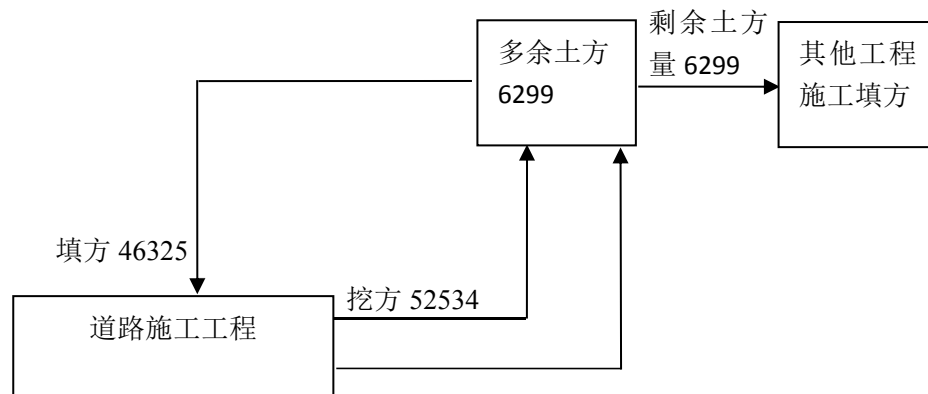 多余土方
6299
剩余土方
量 6299
其他工程
施工填方
填方 46325
挖方 52534
道路施工工程